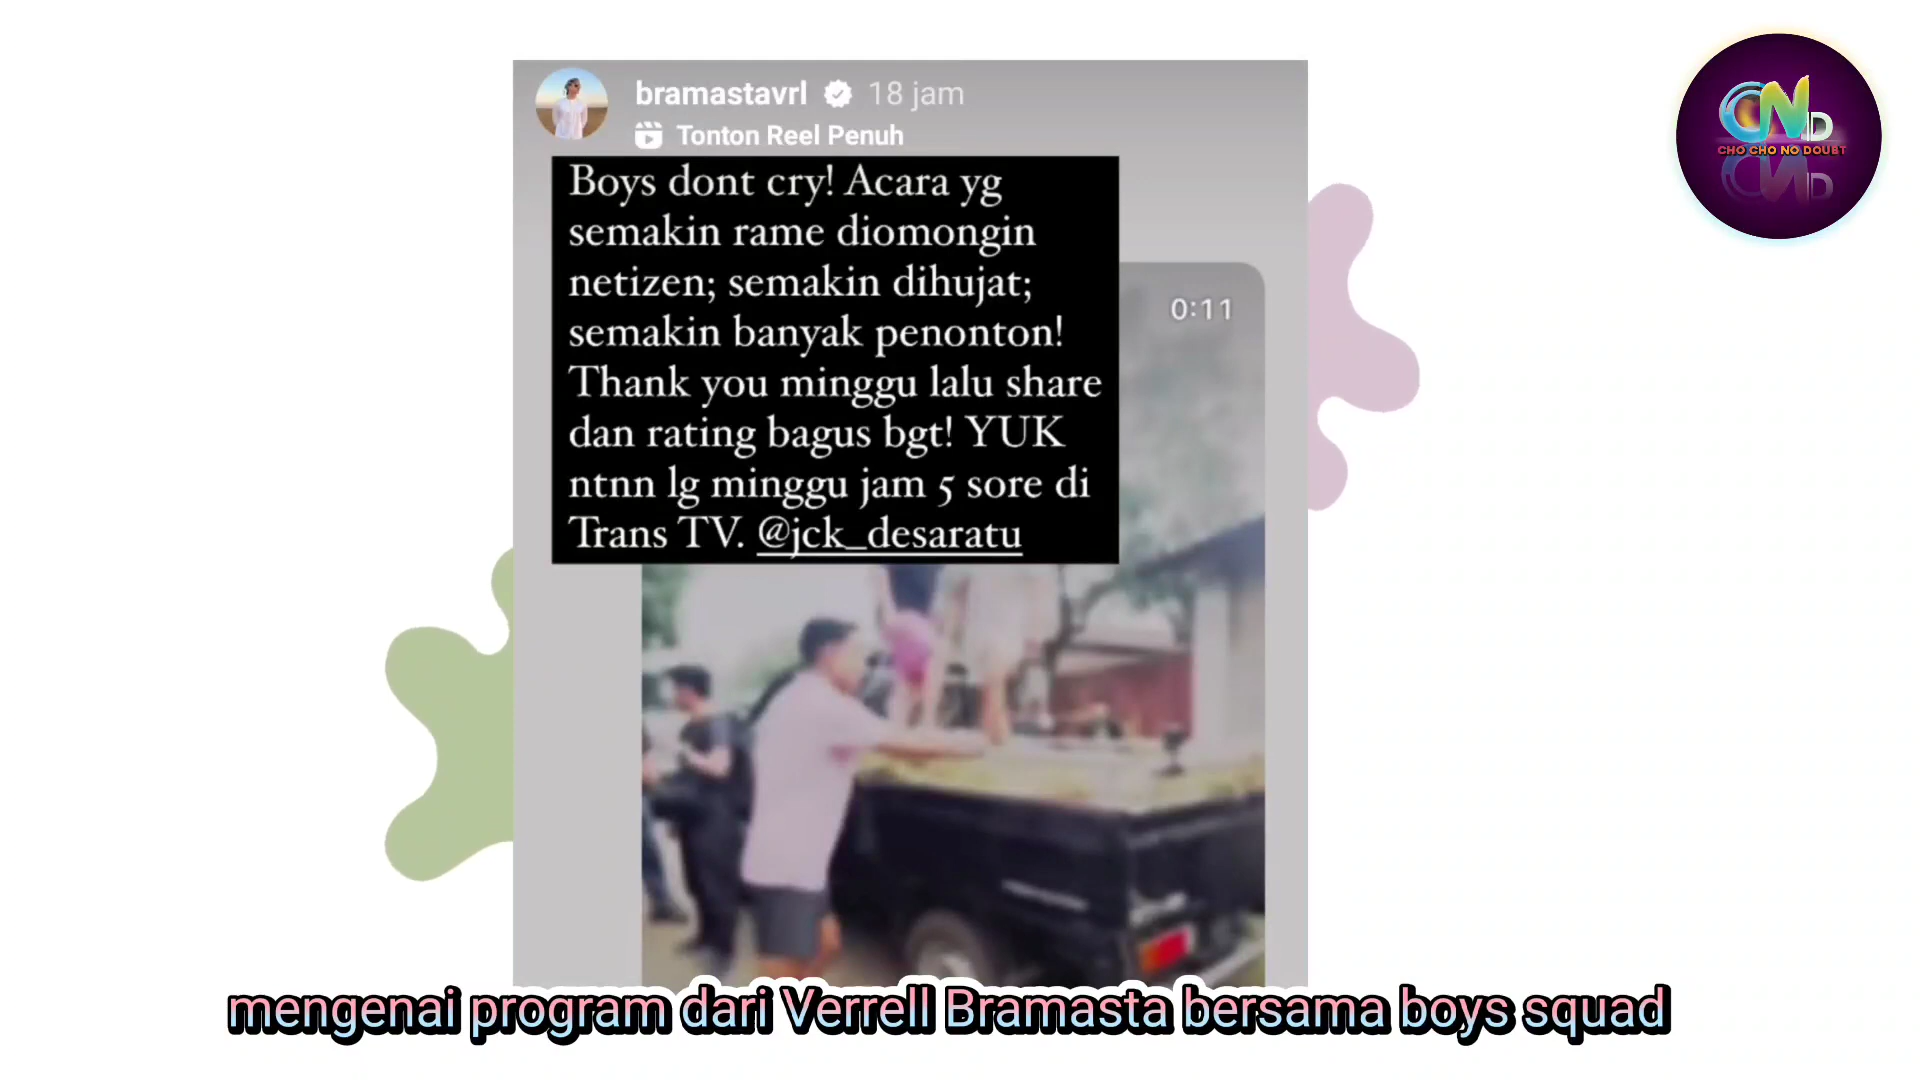 bramastavrl 18 jam
Tonton Reel Penuh
Boys dont cry! Acara yg
semakin rame diomongin
netizen; semakin dihujat;
semakin banyak penonton!
Thank you minggu lalu share
dan rating bagus bgt! YUK
ntnn lg minggu jam 5 sore di
Trans TV. @jck_desaratu
0:11
CND
CHO CHO NO DOUBT
mengenai program dari Verrell Bramasta bersama boys squad